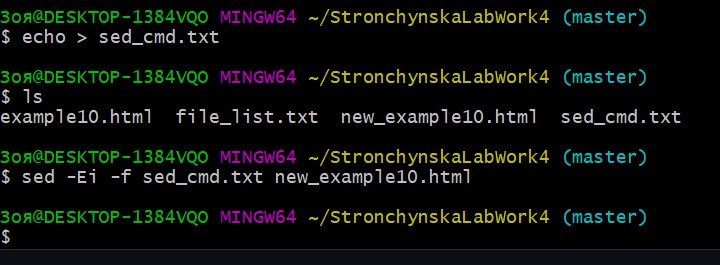 Зоя@DESKTOP-1384VQO MINGW64 ~/StronchynskaLabWork4 (master)
$ echo > sed_cmd.txt
Зоя@DESKTOP-1384VQO MINGW64 ~/StronchynskaLabWork4 (master)
$ ls
example10.html  file_list.txt  new_example10.html  sed_cmd.txt
Зоя@DESKTOP-1384VQO MINGW64 ~/StronchynskaLabWork4 (master)
$ sed -Ei -f sed_cmd.txt new_example10.html
Зоя@DESKTOP-1384VQO MINGW64 ~/StronchynskaLabWork4 (master)
$